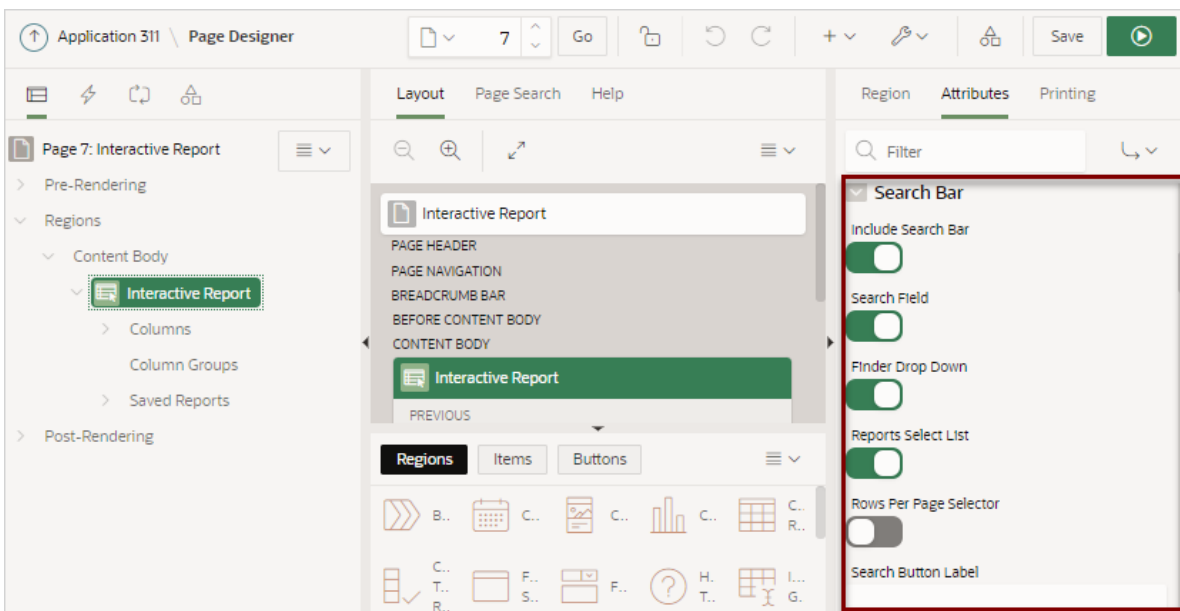 Application 311 \ Page Designer
7
Go
Save
Page 7: Interactive Report
Pre-Rendering
Regions
Content Body
Interactive Report
Columns
Column Groups
Saved Reports
Post-Rendering
Layout Page Search Help
Interactive Report
PAGE HEADER
PAGE NAVIGATION
BREADCRUMB BAR
BEFORE CONTENT BODY
CONTENT BODY
Interactive Report
PREVIOUS
Regions Items Buttons
B.. C.. C.. C.. C..
R..
C.. F.. F.. H. I...
T.. S.. T.. G.
R..
Region Attributes Printing
Filter
Search Bar
Include Search Bar
Search Field
Finder Drop Down
Reports Select List
Rows Per Page Selector
Search Button Label